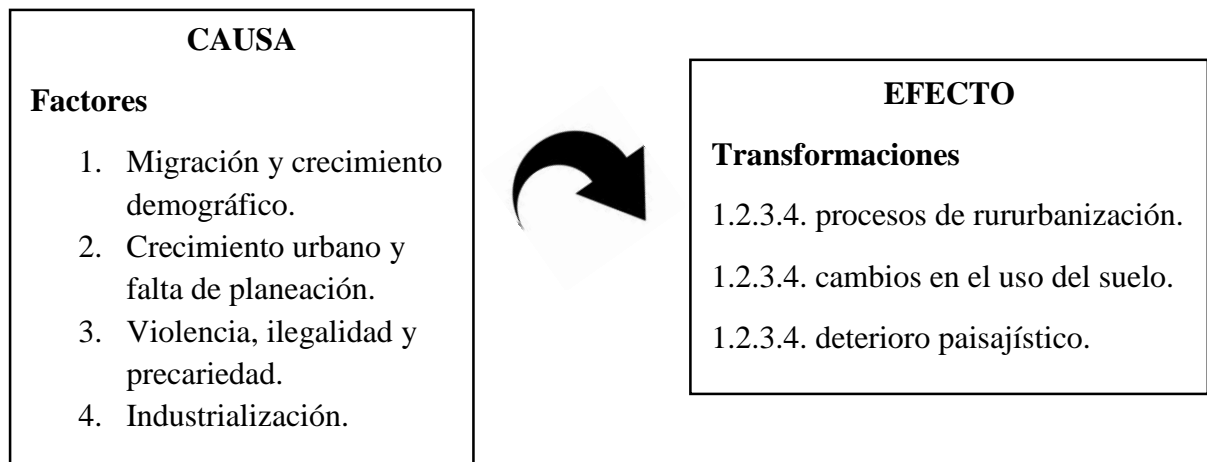 CAUSA
Factores
1. Migración y crecimiento
demográfico.
2. Crecimiento urbano y
falta de planeación.
3. Violencia, ilegalidad y
precariedad.
4. Industrialización.
EFECTO
Transformaciones
1.2.3.4. procesos de rururbanización.
1.2.3.4. cambios en el uso del suelo.
1.2.3.4. deterioro paisajístico.